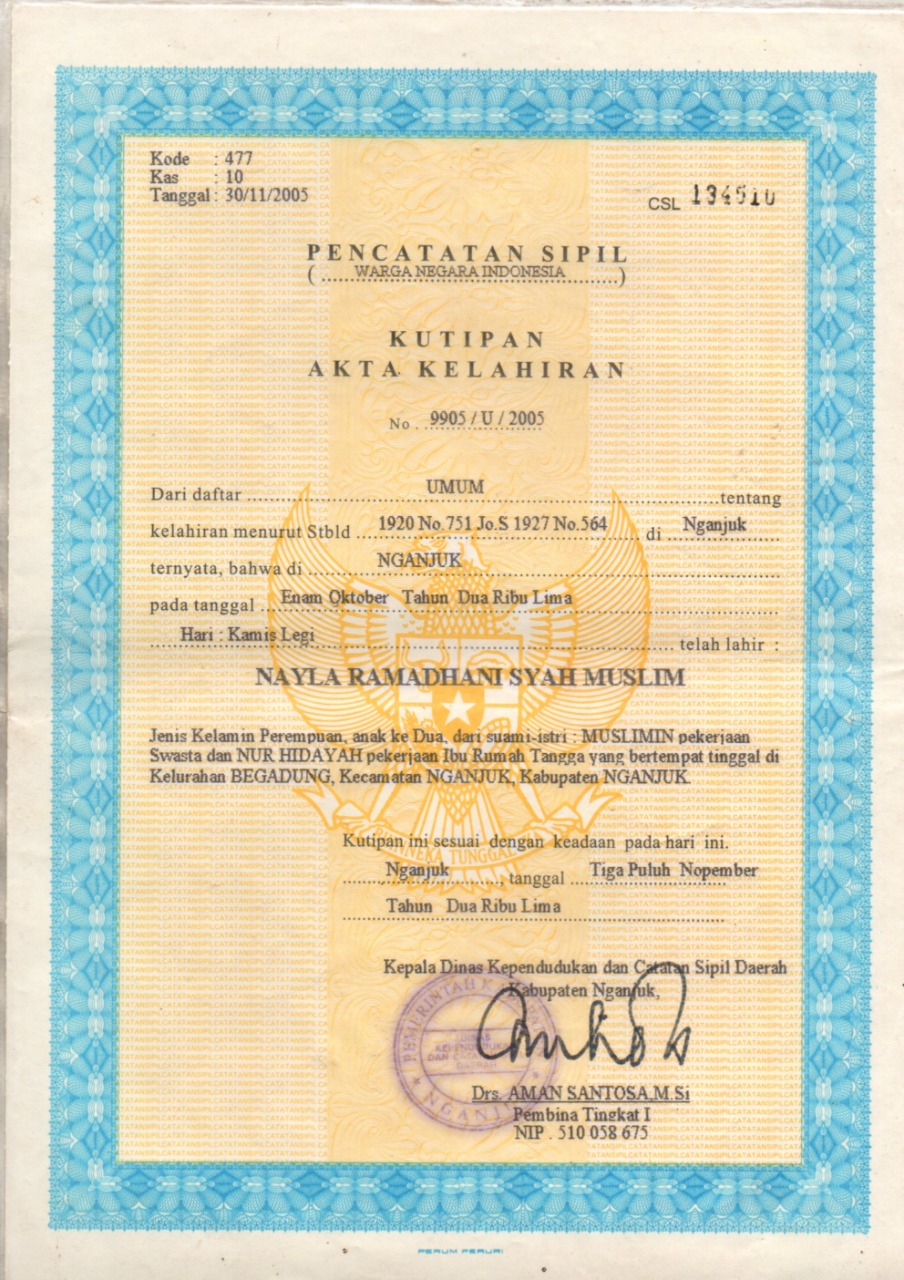 Kode : 477
Kas : 10
Tanggal : 30/11/2005
CSL 134510
PENCATATAN SIPIL
( WARGA NEGARA INDONESIA )
KUTIPAN
AKTA KELAHIRAN
No. 9905 / U / 2005
Dari daftar UMUM tentang
kelahiran menurut Stbld 1920 No.751 Jo.S 1927 No.564 di Nganjuk
ternyata, bahwa di NGANJUK
pada tanggal Enam Oktober Tahun Dua Ribu Lima
Hari : Kamis Legi telah lahir :
NAYLA RAMADHANI SYAH MUSLIM
Jenis Kelamin Perempuan, anak ke Dua, dari suami-istri : MUSLIMIN pekerjaan
Swasta dan NUR HIDAYAH pekerjaan Ibu Rumah Tangga yang bertempat tinggal di
Kelurahan BEGADUNG, Kecamatan NGANJUK, Kabupaten NGANJUK.
Kutipan ini sesuai dengan keadaan pada hari ini.
Nganjuk, tanggal Tiga Puluh Nopember
Tahun Dua Ribu Lima
Kepala Dinas Kependudukan dan Catatan Sipil Daerah
Kabupaten Nganjuk,
PEMERINTAH
NGANJUK
Drs. AMAN SANTOSA,M.Si
Pembina Tingkat I
NIP . 510 058 675
PERUM PERURI